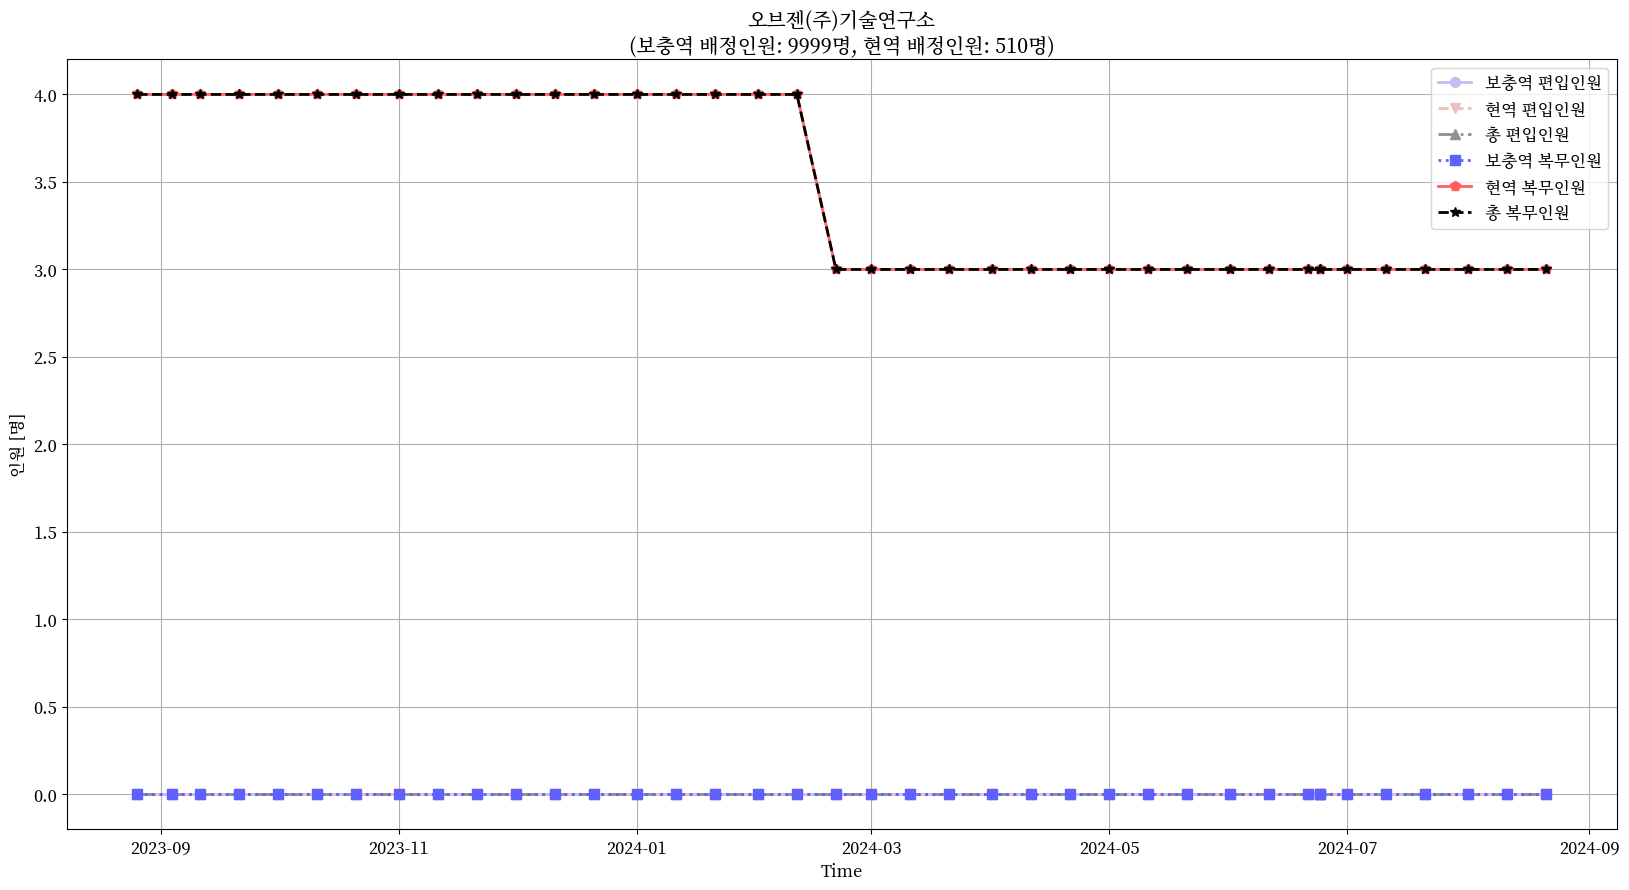 오브젠(주)기술연구소
(보충역 배정인원: 9999명, 현역 배정인원: 510명)
보충역 편입인원
현역 편입인원
총 편입인원
보충역 복무인원
현역 복무인원
총 복무인원
인원 [명]
4.0
3.5
3.0
2.5
2.0
1.5
1.0
0.5
0.0
2023-09
2023-11
2024-01
2024-03
2024-05
2024-07
2024-09
Time